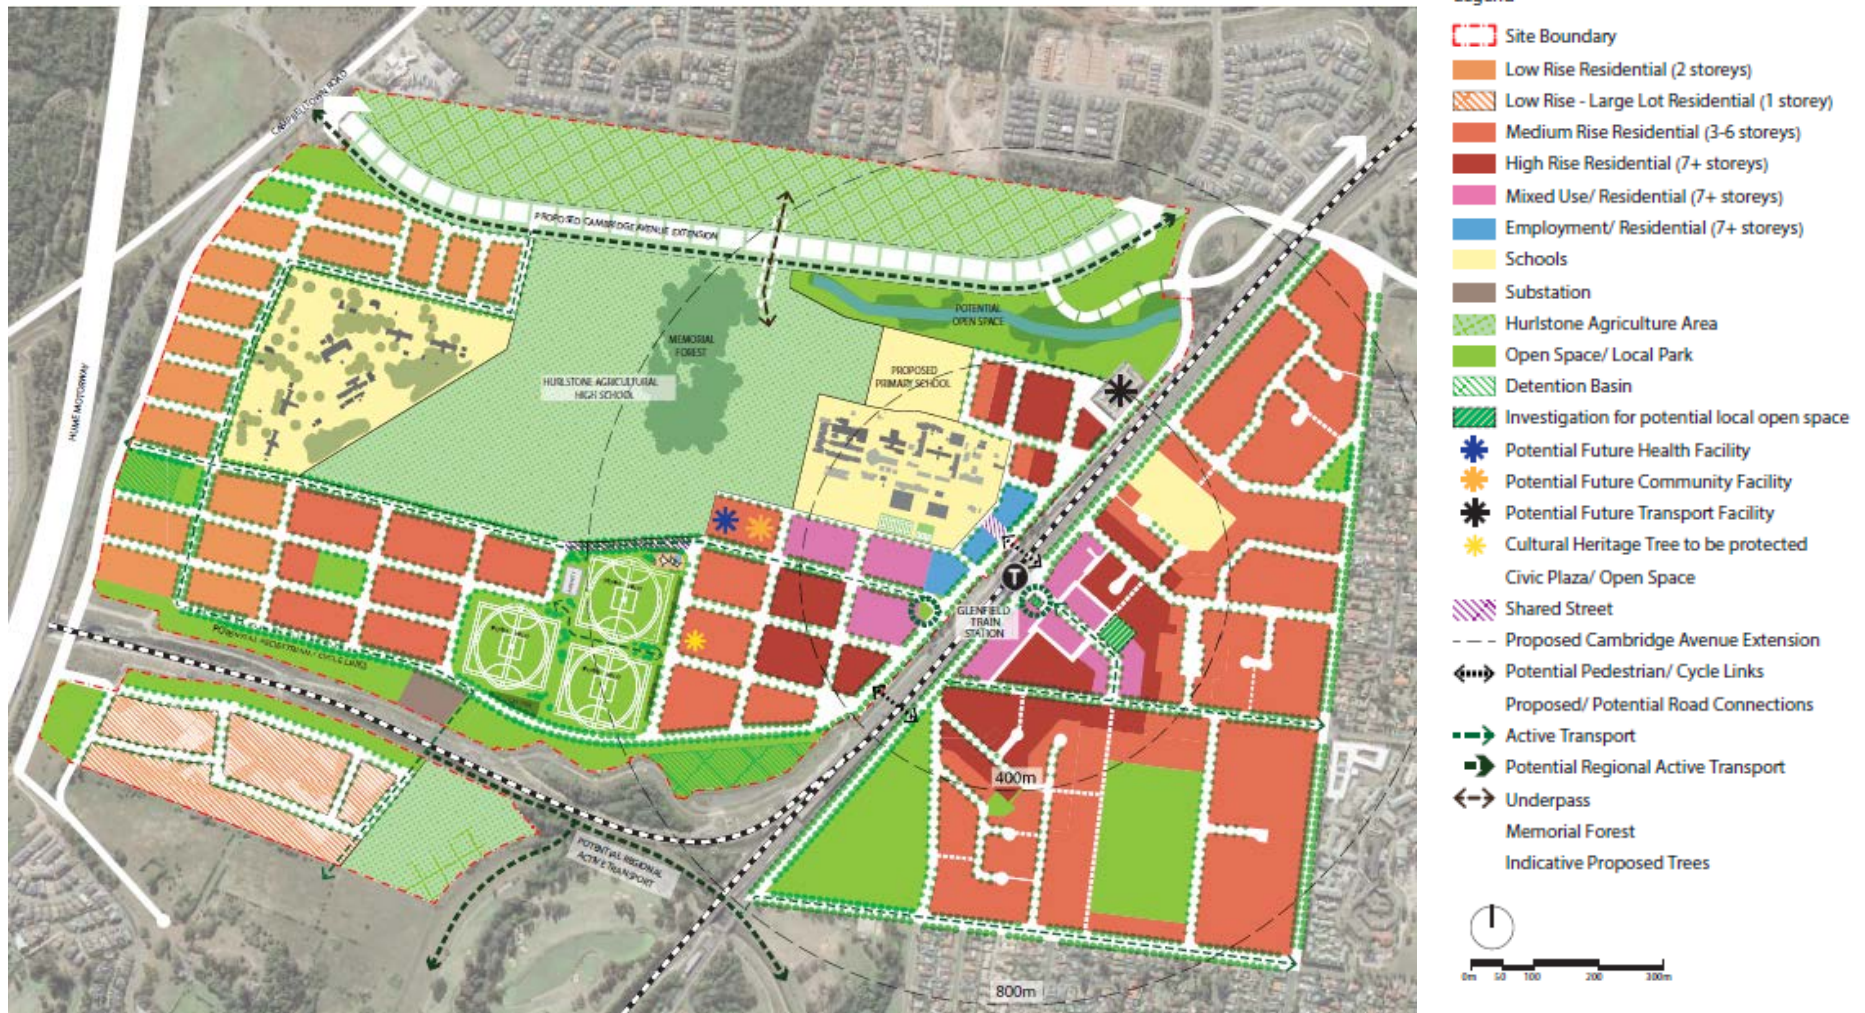 Legend
Site Boundary
Low Rise Residential (2 storeys)
Low Rise - Large Lot Residential (1 storey)
Medium Rise Residential (3-6 storeys)
High Rise Residential (7+ storeys)
Mixed Use/ Residential (7+ storeys)
Employment/ Residential (7+ storeys)
Schools
Substation
Hurlstone Agriculture Area
Open Space/ Local Park
Detention Basin
Investigation for potential local open space
Potential Future Health Facility
Potential Future Community Facility
Potential Future Transport Facility
Cultural Heritage Tree to be protected
Civic Plaza/ Open Space
Shared Street
Proposed Cambridge Avenue Extension
Potential Pedestrian/ Cycle Links
Proposed/ Potential Road Connections
Active Transport
Potential Regional Active Transport
Underpass
Memorial Forest
Indicative Proposed Trees
0m 50 100 200 300m
CAMPBELLTOWN ROAD
PROPOSED CAMBRIDGE AVENUE EXTENSION
POTENTIAL
OPEN SPACE
MEMORIAL
FOREST
HUME MOTORWAY
HURLSTONE AGRICULTURAL
HIGH SCHOOL
PROPOSED
PRIMARY SCHOOL
T
GLENFIELD
TRAIN
STATION
POTENTIAL PEDESTRIAN/ CYCLE LINKS
400m
POTENTIAL REGIONAL
ACTIVE TRANSPORT
800m